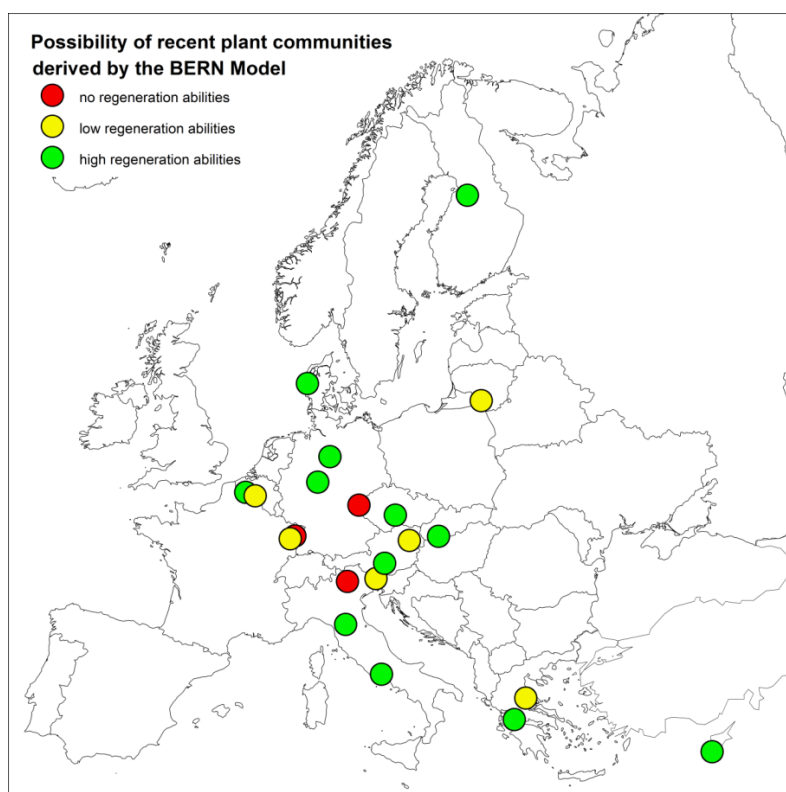 Possibility of recent plant communities
derived by the BERN Model
no regeneration abilities
low regeneration abilities
high regeneration abilities